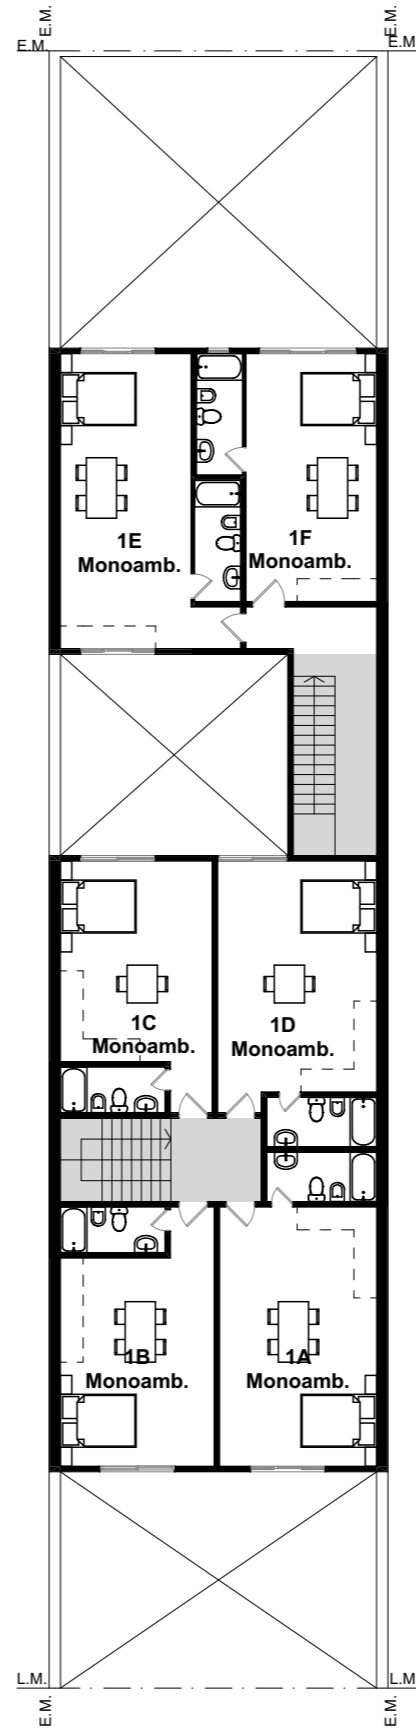 E.M.
E.M.
E.M.
E.M
1E
Monoamb.
1F
Monoamb.
1C
Monoamb.
1D
Monoamb.
1B
Monoamb.
1A
Monoamb.
L.M.
L.M
E.M.
E.M.